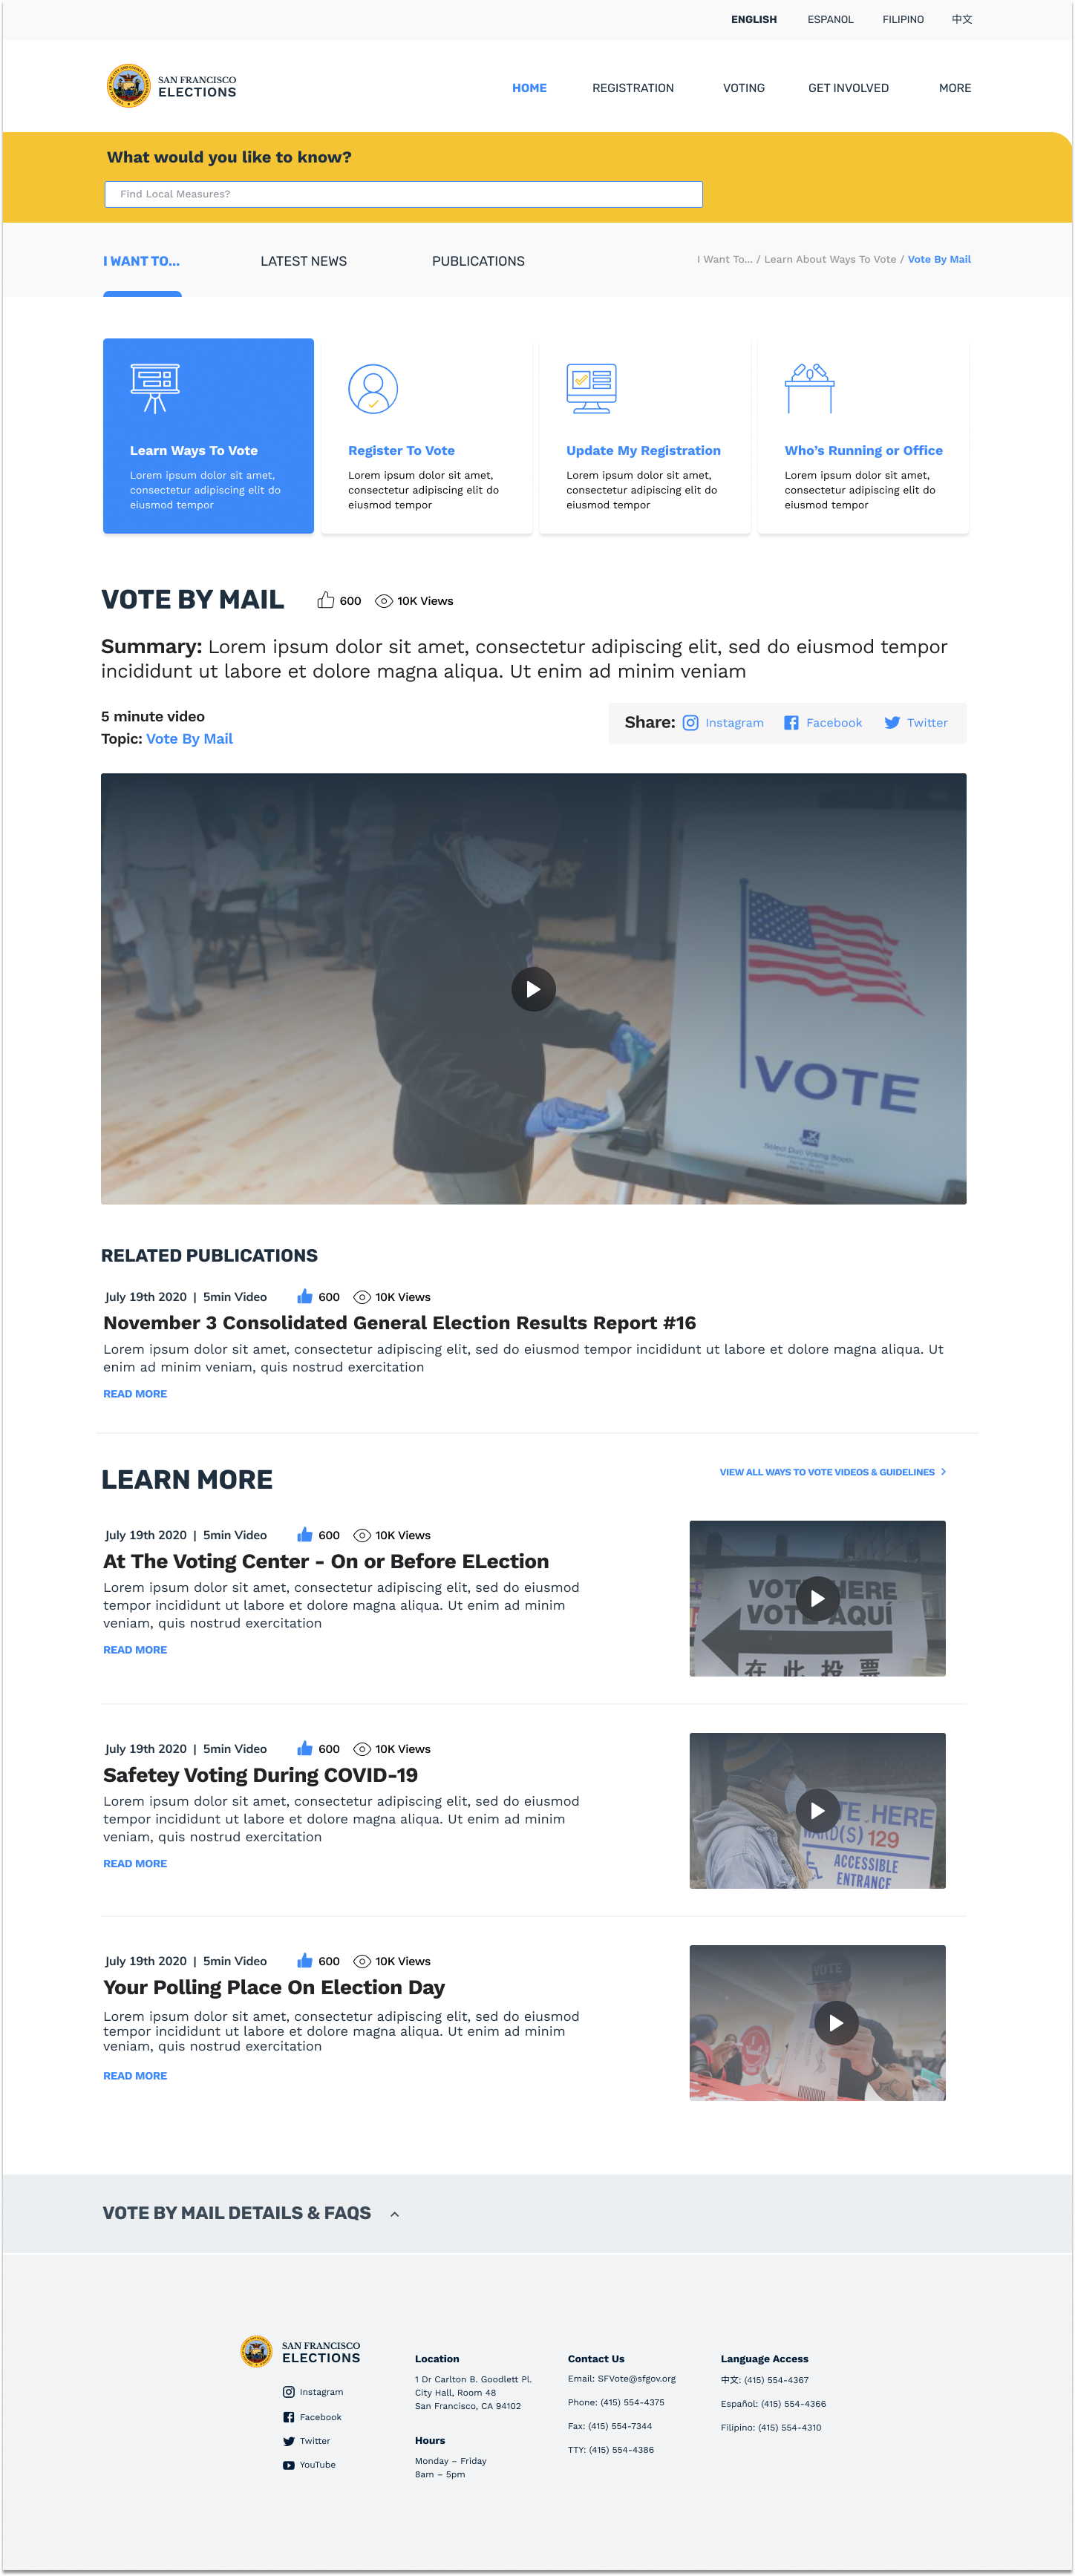 ENGLISH ESPANOL FILIPINO 中文
SAN FRANCISCO
ELECTIONS
HOME REGISTRATION VOTING GET INVOLVED MORE
What would you like to know?
Find Local Measures?
I WANT TO... LATEST NEWS PUBLICATIONS
I Want To... / Learn About Ways To Vote / Vote By Mail
Learn Ways To Vote
Lorem ipsum dolor sit amet,
consectetur adipiscing elit do
eiusmod tempor
Register To Vote
Lorem ipsum dolor sit amet,
consectetur adipiscing elit do
eiusmod tempor
Update My Registration
Lorem ipsum dolor sit amet,
consectetur adipiscing elit do
eiusmod tempor
Who's Running or Office
Lorem ipsum dolor sit amet,
consectetur adipiscing elit do
eiusmod tempor
VOTE BY MAIL
600 10K Views
Summary: Lorem ipsum dolor sit amet, consectetur adipiscing elit, sed do eiusmod tempor
incididunt ut labore et dolore magna aliqua. Ut enim ad minim veniam
5 minute video
Topic: Vote By Mail
Share: Instagram Facebook Twitter
VOTE
RELATED PUBLICATIONS
July 19th 2020 | 5min Video 600 10K Views
November 3 Consolidated General Election Results Report #16
Lorem ipsum dolor sit amet, consectetur adipiscing elit, sed do eiusmod tempor incididunt ut labore et dolore magna aliqua. Ut
enim ad minim veniam, quis nostrud exercitation
READ MORE
LEARN MORE
VIEW ALL WAYS TO VOTE VIDEOS & GUIDELINES
July 19th 2020 | 5min Video 600 10K Views
At The Voting Center - On or Before ELection
Lorem ipsum dolor sit amet, consectetur adipiscing elit, sed do eiusmod
tempor incididunt ut labore et dolore magna aliqua. Ut enim ad minim
veniam, quis nostrud exercitation
READ MORE
VOTE HERE
VOTE AQUÍ
在此投票
July 19th 2020 | 5min Video 600 10K Views
Safetey Voting During COVID-19
Lorem ipsum dolor sit amet, consectetur adipiscing elit, sed do eiusmod
tempor incididunt ut labore et dolore magna aliqua. Ut enim ad minim
veniam, quis nostrud exercitation
READ MORE
HERE
WARD(S) 129
ACCESSIBLE
ENTRANCE
July 19th 2020 | 5min Video 600 10K Views
Your Polling Place On Election Day
Lorem ipsum dolor sit amet, consectetur adipiscing elit, sed do eiusmod
tempor incididunt ut labore et dolore magna aliqua. Ut enim ad minim
veniam, quis nostrud exercitation
READ MORE
VOTE
VOTE BY MAIL DETAILS & FAQS
SAN FRANCISCO
ELECTIONS
Instagram
Facebook
Twitter
YouTube
Location
1 Dr Carlton B. Goodlett Pl.
City Hall, Room 48
San Francisco, CA 94102
Hours
Monday – Friday
8am – 5pm
Contact Us
Email: SFVote@sfgov.org
Phone: (415) 554-4375
Fax: (415) 554-7344
TTY: (415) 554-4386
Language Access
中文: (415) 554-4367
Español: (415) 554-4366
Filipino: (415) 554-4310